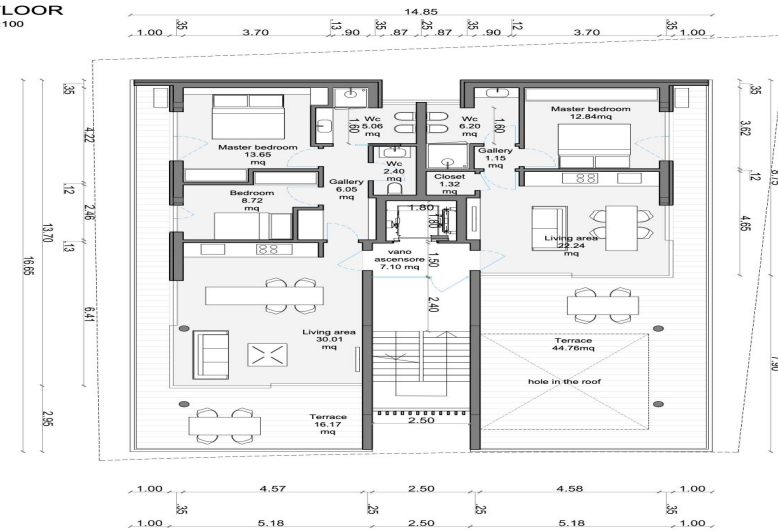 FLOOR
100
14.85
.35
.13
.35
.25
.35
.12
.35
1.00
3.70
.90
.87
.87
.90
3.70
1.00
.35
4.22
.12
2.46
.13
6.41
13.70
16.65
2.95
.35
3.62
.12
4.65
Wc
5.06
mq
1.60
Wc
6.20
mq
1.60
Master bedroom
12.84mq
Master bedroom
13.65
mq
Gallery
1.15
mq
Wc
2.40
mq
Gallery
6.05
mq
Closet
1.32
mq
Bedroom
8.72
mq
1.80
1.80
vano
ascensore
7.10 mq
1.50
2.40
Living area
22.24
mq
Living area
30.01
mq
Terrace
44.76mq
hole in the roof
Terrace
16.17
mq
2.50
1.00
4.57
2.50
4.58
1.00
.35
.25
.25
.35
1.00
5.18
2.50
5.18
1.00